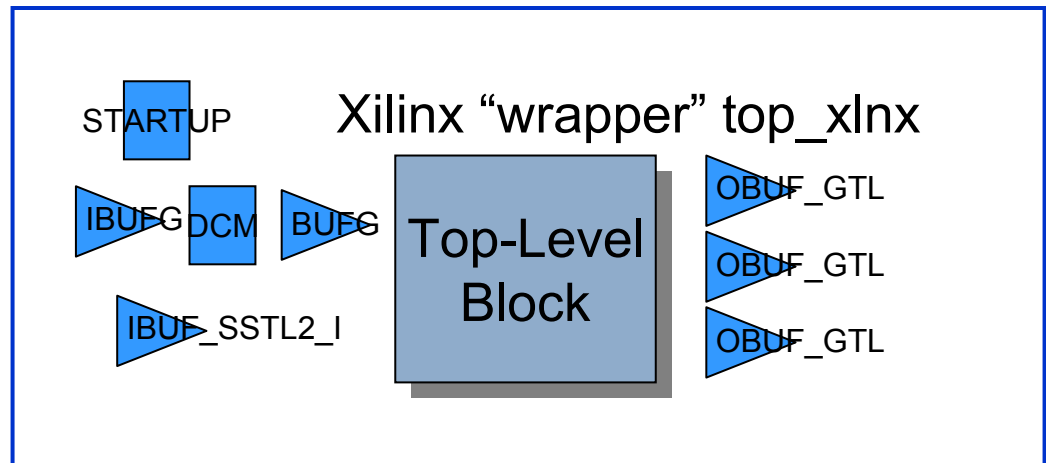 Xilinx “wrapper” top_xlnx
STARTUP
IBUFG
DCM
BUFG
IBUF_SSTL2_I
Top-Level
Block
OBUF_GTL
OBUF_GTL
OBUF_GTL